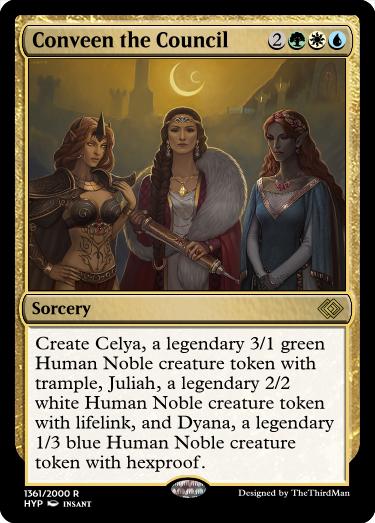 Conveen the Council 2
Sorcery
Create Celya, a legendary 3/1 green
Human Noble creature token with
trample, Juliah, a legendary 2/2
white Human Noble creature token
with lifelink, and Dyana, a legendary
1/3 blue Human Noble creature
token with hexproof.
1361/2000 R
Designed by TheThirdMan
HYP INSANT